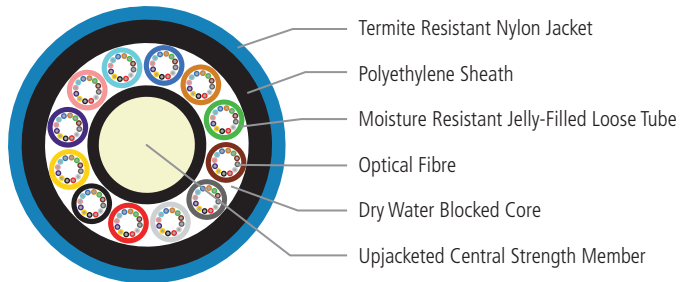 Termite Resistant Nylon Jacket
Polyethylene Sheath
Moisture Resistant Jelly-Filled Loose Tube
Optical Fibre
Dry Water Blocked Core
Upjacketed Central Strength Member